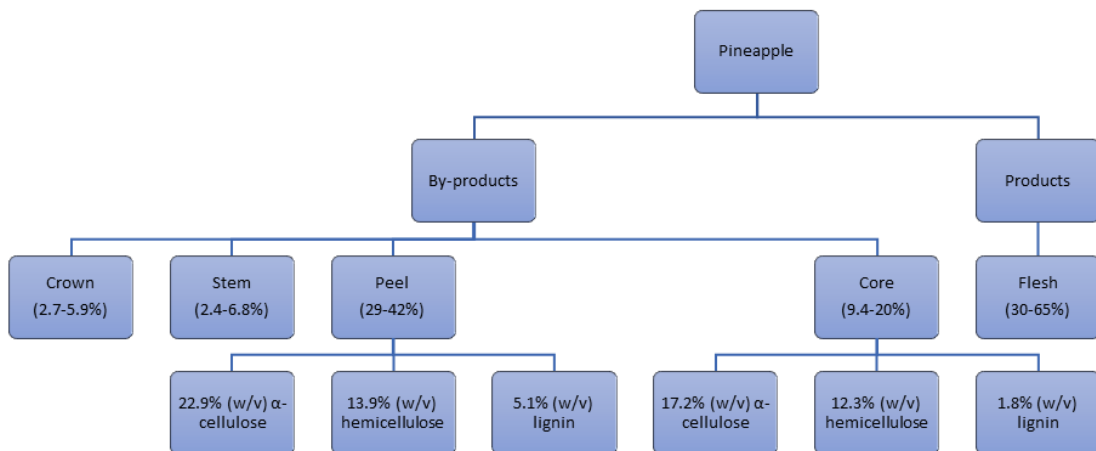 Pineapple
By-products
Products
Crown
(2.7-5.9%)
Stem
(2.4-6.8%)
Peel
(29-42%)
Core
(9.4-20%)
Flesh
(30-65%)
22.9% (w/v) α-
cellulose
13.9% (w/v)
hemicellulose
5.1% (w/v)
lignin
17.2% (w/v) α-
cellulose
12.3% (w/v)
hemicellulose
1.8% (w/v)
lignin